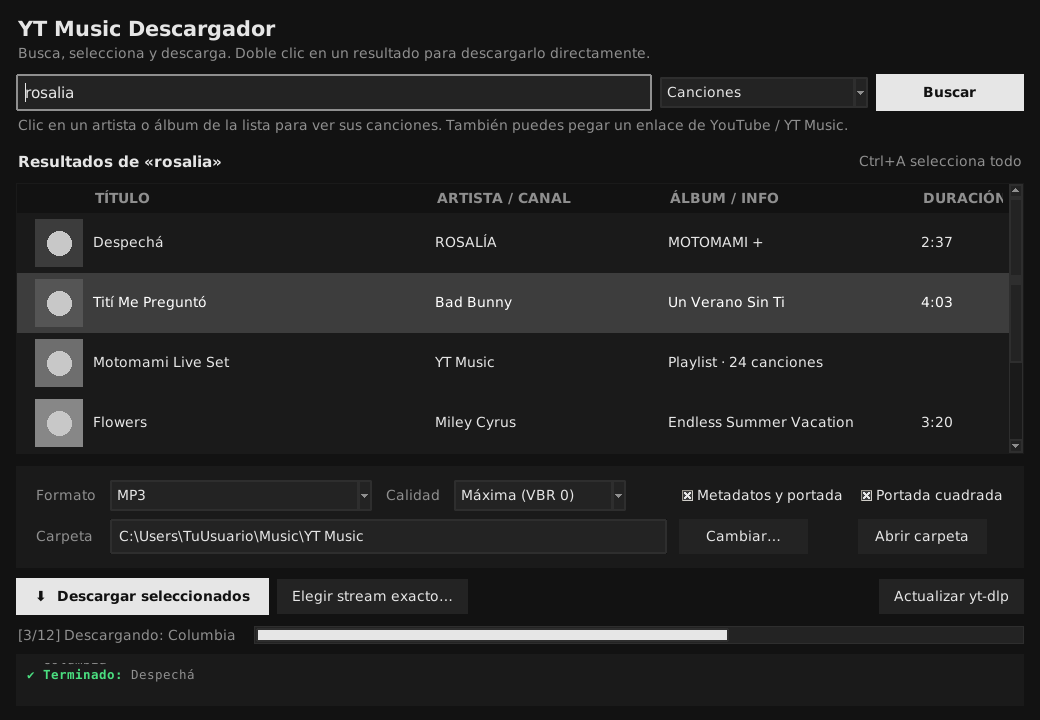 YT Music Descargador
Busca, selecciona y descarga. Doble clic en un resultado para descargarlo directamente.
rosalia Canciones Buscar
Clic en un artista o álbum de la lista para ver sus canciones. También puedes pegar un enlace de YouTube / YT Music.
Resultados de «rosalia» Ctrl+A selecciona todo
TÍTULO ARTISTA / CANAL ÁLBUM / INFO DURACIÓN
Despechá ROSALÍA MOTOMAMI + 2:37
Tití Me Preguntó Bad Bunny Un Verano Sin Ti 4:03
Motomami Live Set YT Music Playlist · 24 canciones
Flowers Miley Cyrus Endless Summer Vacation 3:20
Formato MP3 Calidad Máxima (VBR 0) Metadatos y portada Portada cuadrada
Carpeta C:\Users\TuUsuario\Music\YT Music Cambiar… Abrir carpeta
⬇ Descargar seleccionados Elegir stream exacto… Actualizar yt-dlp
[3/12] Descargando: Columbia
✔ Terminado: Despechá